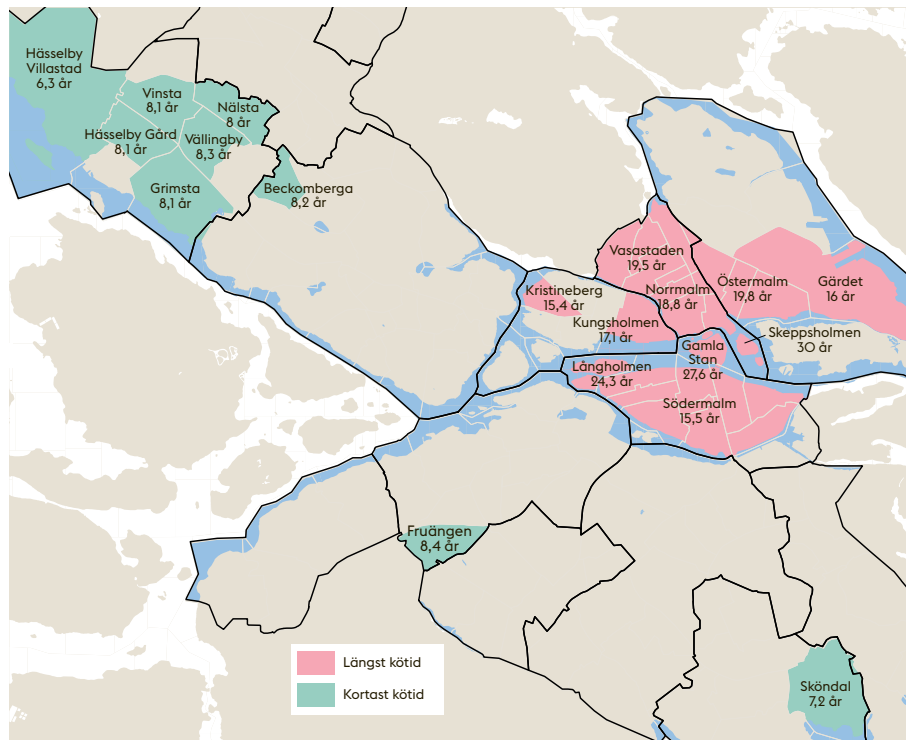 Hässelby
Villastad
6,3 år
Vinsta
8,1 år
Nälsta
8 år
Hässelby Gård
8,1 år
Vällingby
8,3 år
Grimsta
8,1 år
Beckomberga
8,2 år
Vasastaden
19,5 år
Kristineberg
15,4 år
Norrmalm
18,8 år
Östermalm
19,8 år
Gärdet
16 år
Kungsholmen
17,1 år
Skeppsholmen
30 år
Gamla
Stan
27,6 år
Långholmen
24,3 år
Södermalm
15,5 år
Fruängen
8,4 år
Längst kötid
Kortast kötid
Sköndal
7,2 år